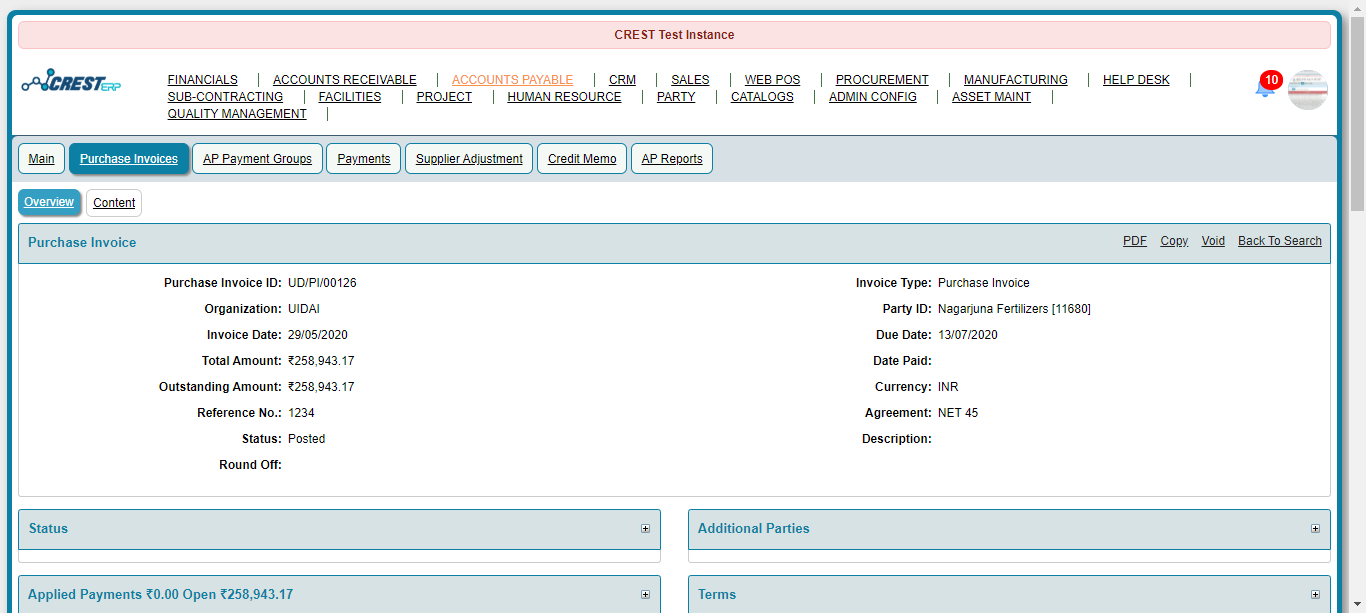 CREST Test Instance
CREST ERP
FINANCIALS | ACCOUNTS RECEIVABLE | ACCOUNTS PAYABLE | CRM | SALES | WEB POS | PROCUREMENT | MANUFACTURING | HELP DESK |
SUB-CONTRACTING | FACILITIES | PROJECT | HUMAN RESOURCE | PARTY | CATALOGS | ADMIN CONFIG | ASSET MAINT |
QUALITY MANAGEMENT |
10
Main Purchase Invoices AP Payment Groups Payments Supplier Adjustment Credit Memo AP Reports
Overview Content
Purchase Invoice PDF Copy Void Back To Search
Purchase Invoice ID: UD/PI/00126 Invoice Type: Purchase Invoice
Organization: UIDAI Party ID: Nagarjuna Fertilizers [11680]
Invoice Date: 29/05/2020 Due Date: 13/07/2020
Total Amount: ₹258,943.17 Date Paid:
Outstanding Amount: ₹258,943.17 Currency: INR
Reference No.: 1234 Agreement: NET 45
Status: Posted Description:
Round Off:
Status Additional Parties
Applied Payments ₹0.00 Open ₹258,943.17 Terms